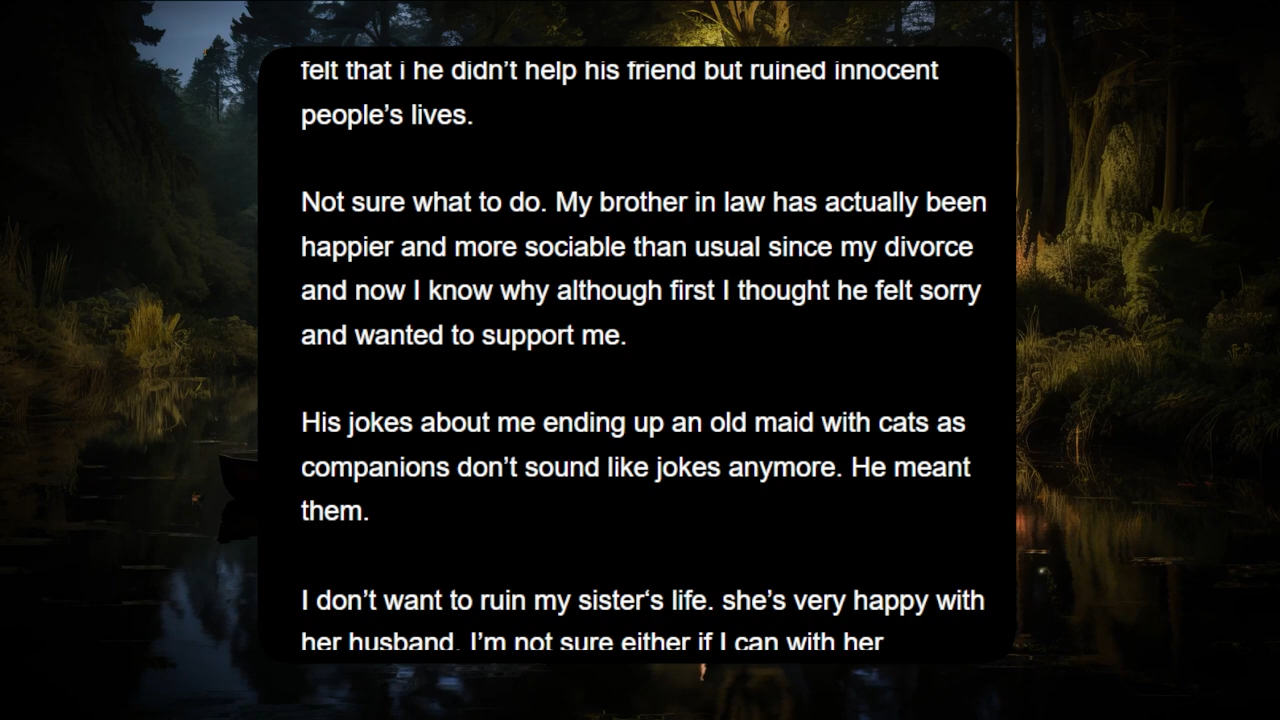 felt that i he didn’t help his friend but ruined innocent
people’s lives.
Not sure what to do. My brother in law has actually been
happier and more sociable than usual since my divorce
and now I know why although first I thought he felt sorry
and wanted to support me.
His jokes about me ending up an old maid with cats as
companions don’t sound like jokes anymore. He meant
them.
I don’t want to ruin my sister‘s life. she’s very happy with
her husband. I’m not sure either if I can with her